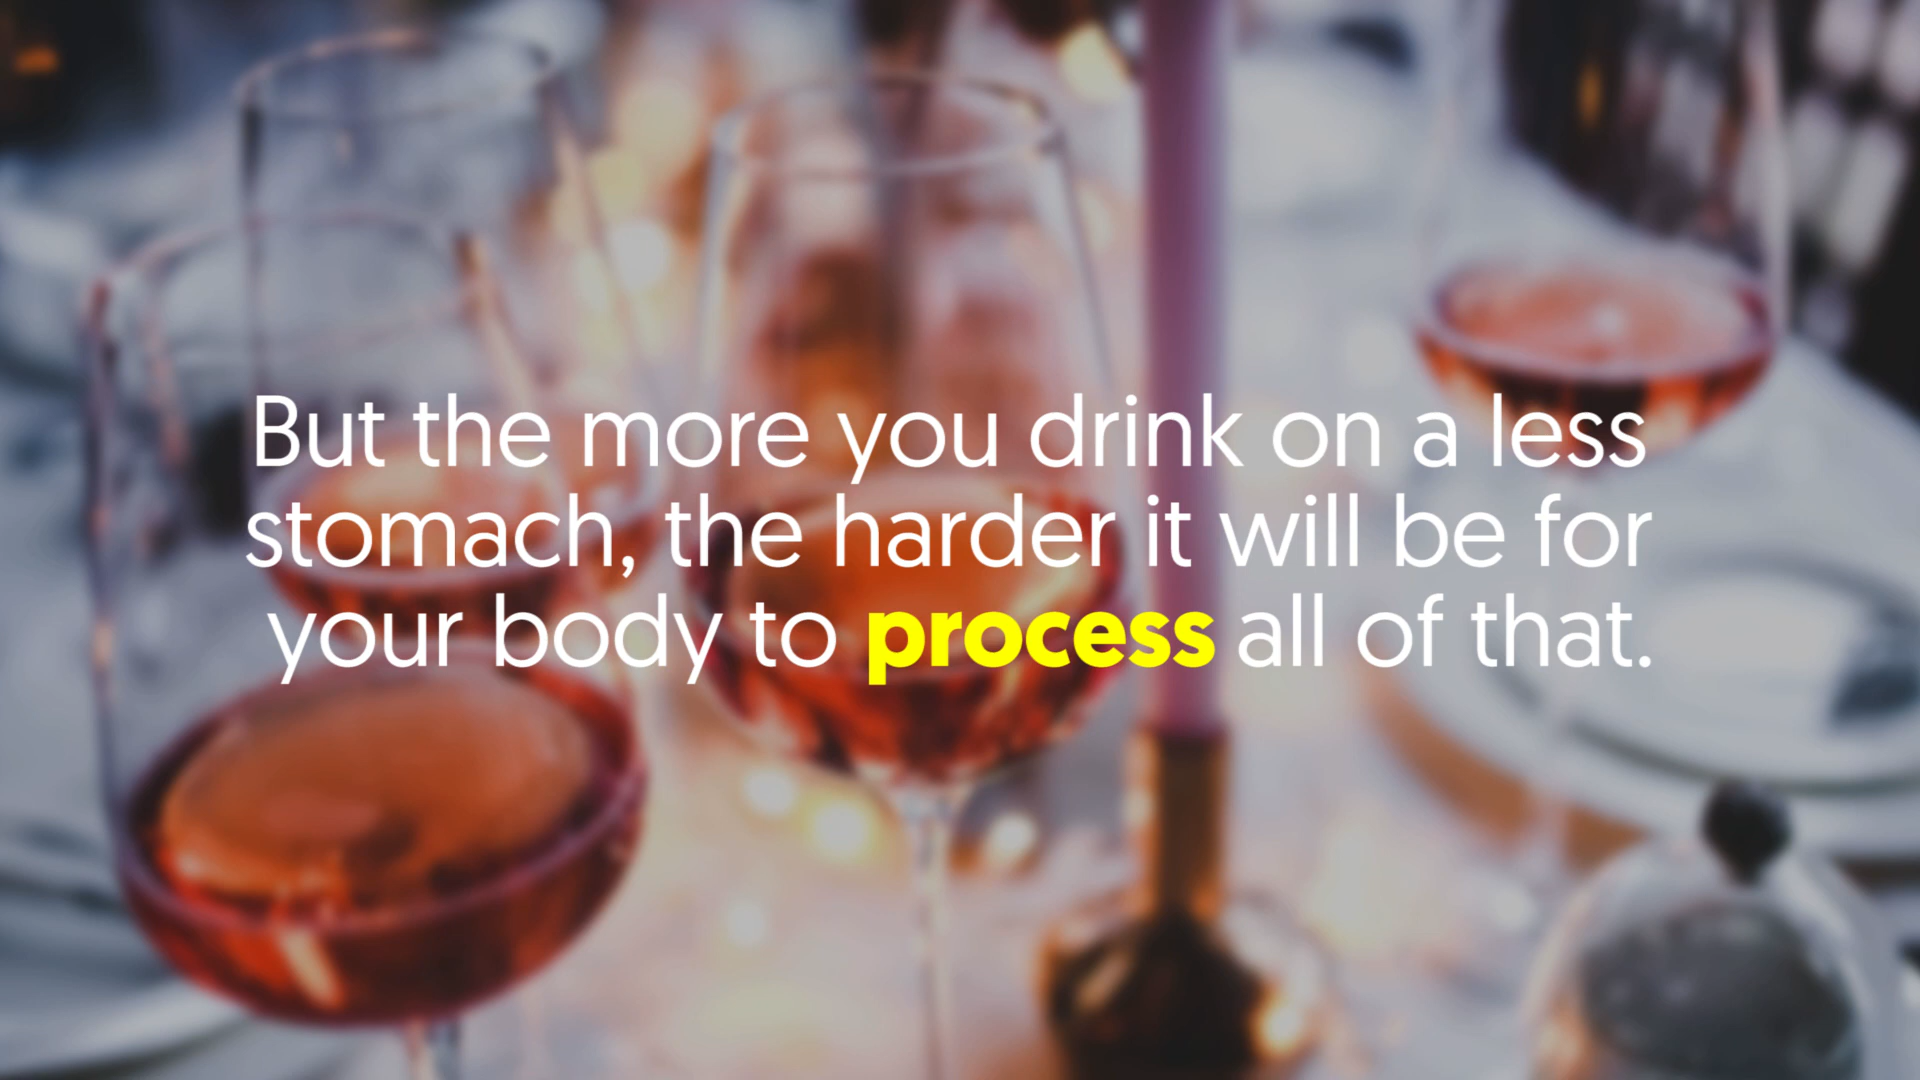 But the more you drink on a less
stomach, the harder it will be for
your body to process all of that.